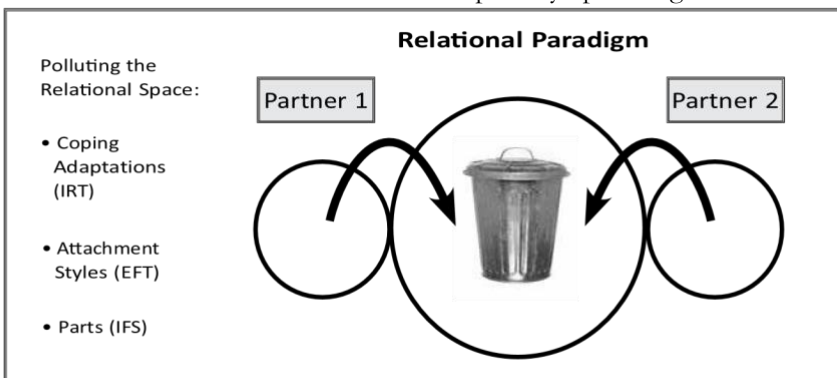 Relational Paradigm
Polluting the
Relational Space:
Partner 1
Partner 2
• Coping
Adaptations
(IRT)
• Attachment
Styles (EFT)
• Parts (IFS)